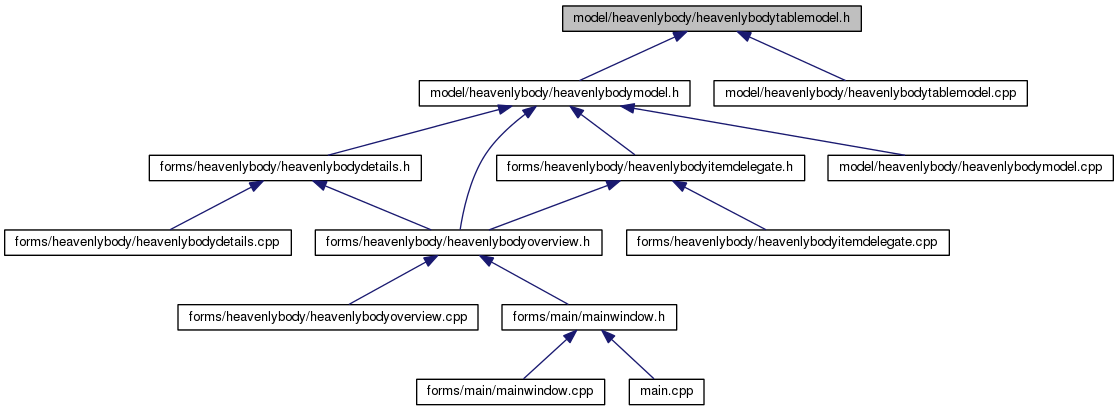 model/heavenlybody/heavenlybodytablemodel.h
model/heavenlybody/heavenlybodymodel.h
model/heavenlybody/heavenlybodytablemodel.cpp
forms/heavenlybody/heavenlybodydetails.h
forms/heavenlybody/heavenlybodyitemdelegate.h
model/heavenlybody/heavenlybodymodel.cpp
forms/heavenlybody/heavenlybodydetails.cpp
forms/heavenlybody/heavenlybodyoverview.h
forms/heavenlybody/heavenlybodyitemdelegate.cpp
forms/heavenlybody/heavenlybodyoverview.cpp
forms/main/mainwindow.h
forms/main/mainwindow.cpp
main.cpp